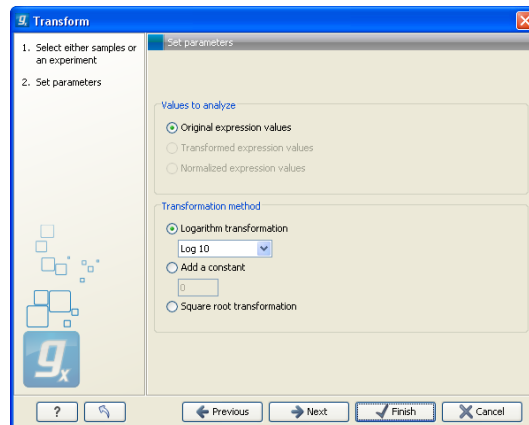 Transform
1. Select either samples or
an experiment
2. Set parameters
Set parameters
Values to analyze
Original expression values
Transformed expression values
Normalized expression values
Transformation method
Logarithm transformation
Log 10
Add a constant
0
Square root transformation
gx
?
Previous
Next
Finish
Cancel